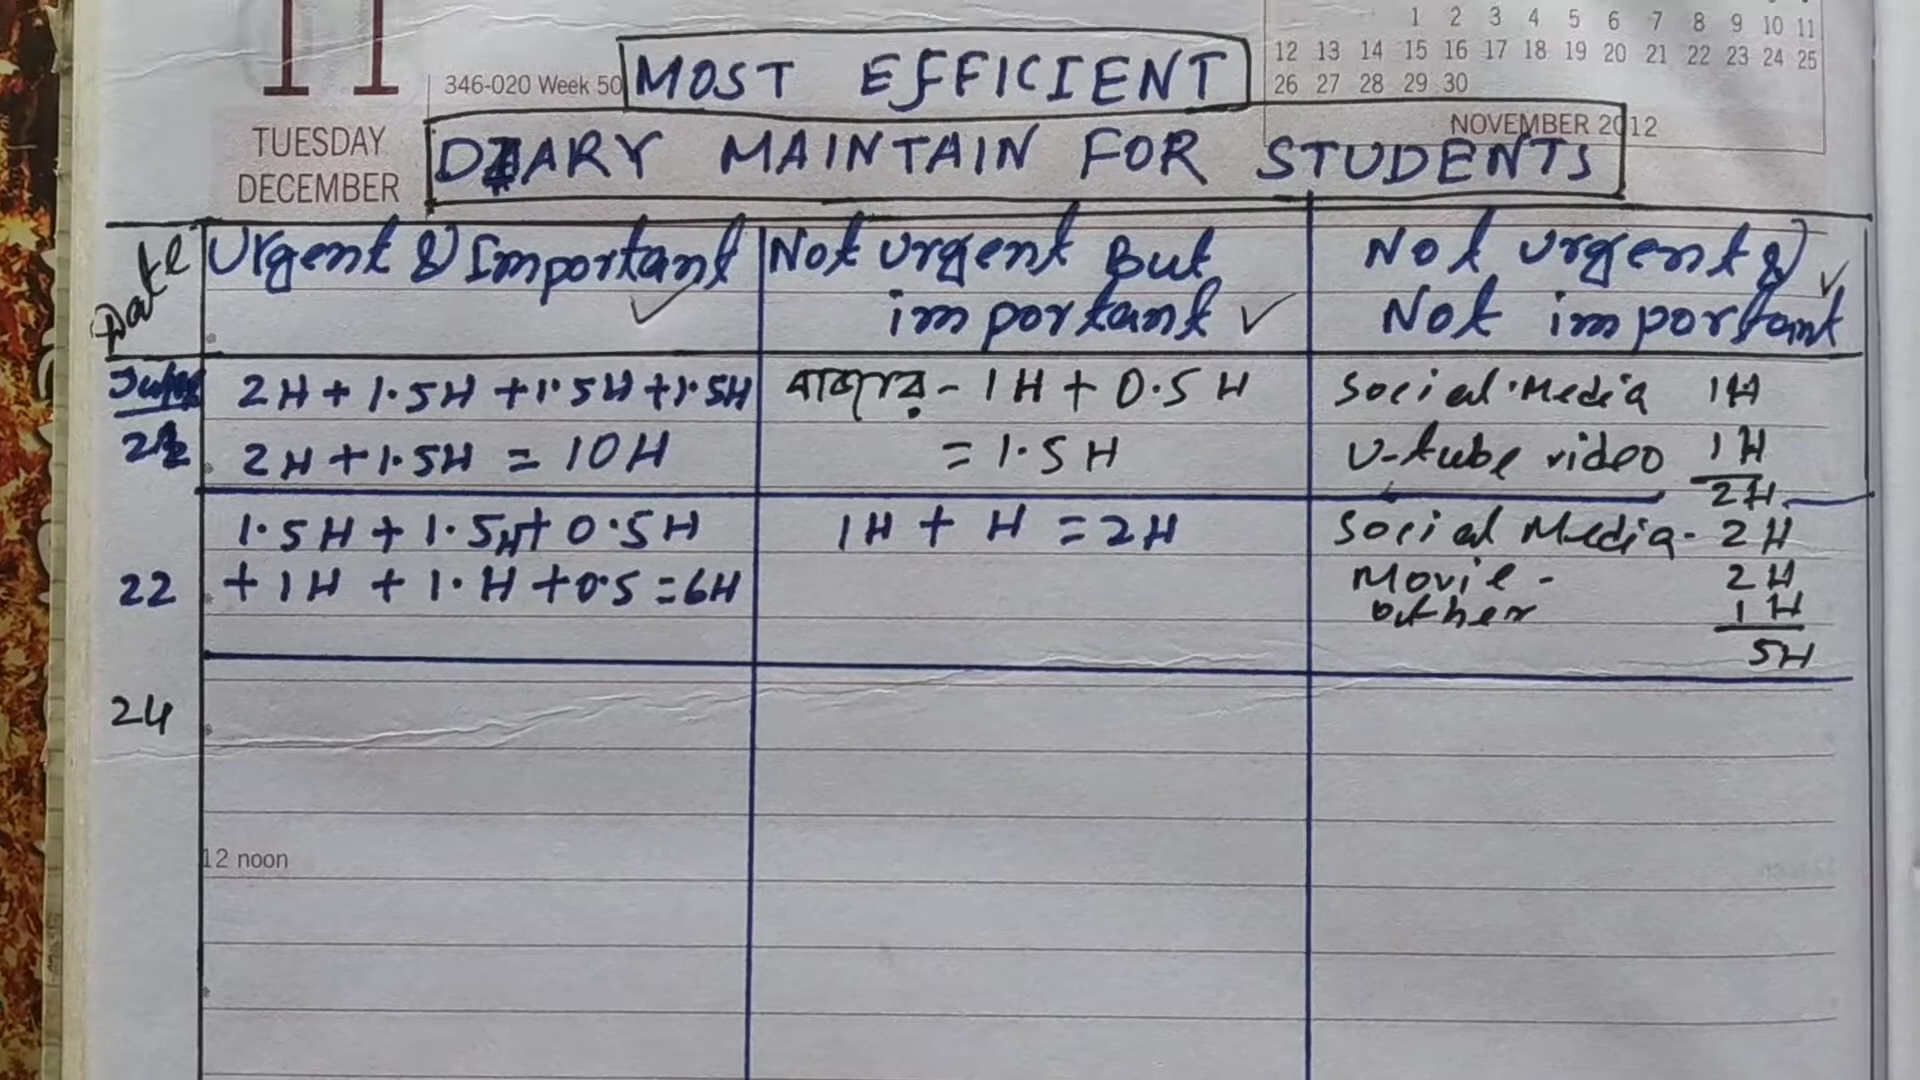 11
1 2 3 4 5 6 7 8 9 10 11
12 13 14 15 16 17 18 19 20 21 22 23 24 25
26 27 28 29 30
346-020 Week 50
NOVEMBER 2012
TUESDAY
DECEMBER
MOST EFFICIENT
DIARY MAINTAIN FOR STUDENTS
Date
Urgent & Important
Not urgent But
important
Not urgent &
Not important
2H + 1.5H + 1.5H + 1.5H
2H + 1.5H = 10H
বাজার - 1H + 0.5H
= 1.5H
Social Media 1H
U-tube video 1H
2H
22
1.5H + 1.5H + 0.5H
+ 1H + 1.H + 0.5 = 6H
1H + H = 2H
Social Media - 2H
Movie - 2H
other 1H
5H
24
12 noon